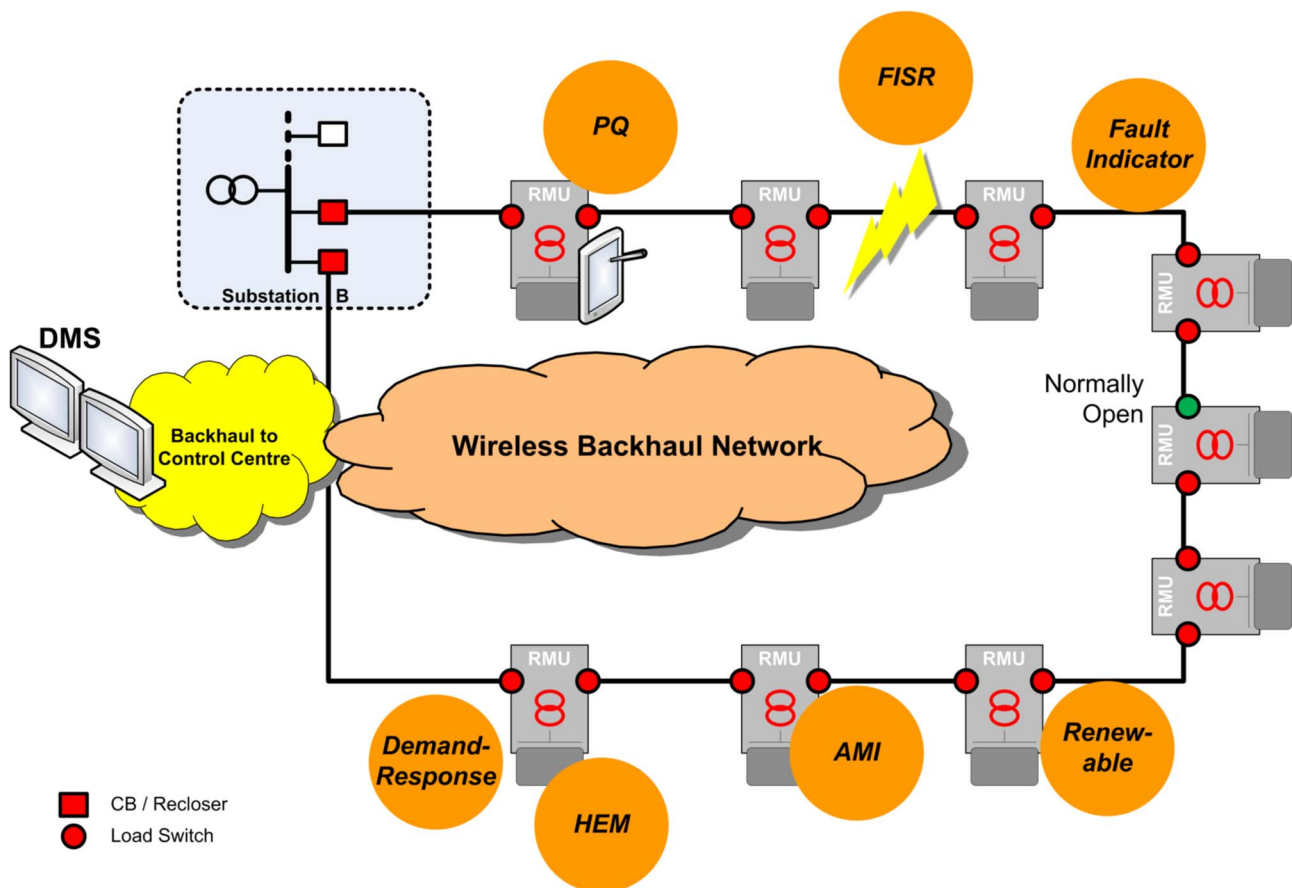 FISR
PQ
Fault
Indicator
RMU
RMU
RMU
Substation B
RMU
DMS
Normally
Open
Backhaul to
Control Centre
Wireless Backhaul Network
RMU
RMU
RMU
RMU
RMU
Demand-
Response
AMI
Renew-
able
HEM
CB / Recloser
Load Switch